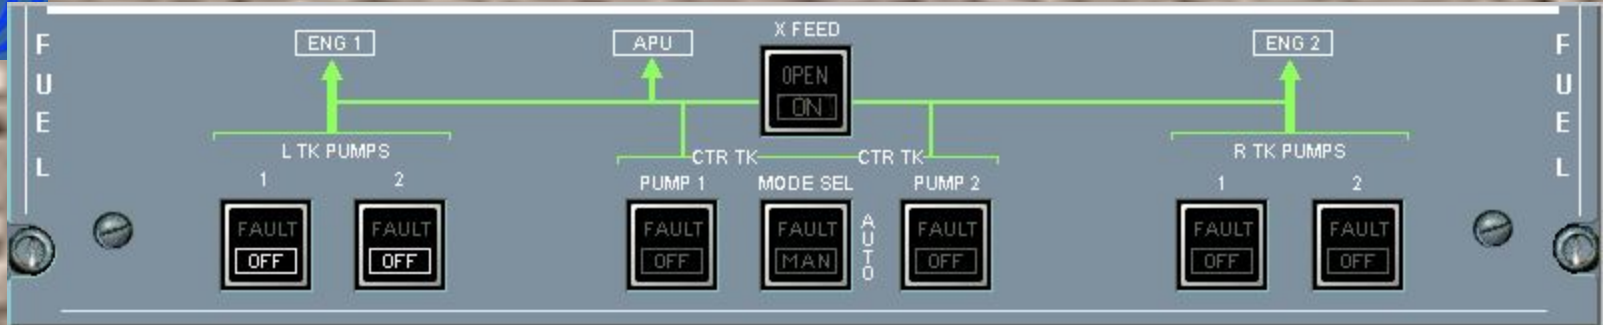 FUEL
FUEL
X FEED
ENG 1
APU
ENG 2
OPEN
ON
L TK PUMPS
CTR TK
CTR TK
R TK PUMPS
1
2
PUMP 1
MODE SEL
PUMP 2
1
2
FAULT
OFF
FAULT
OFF
FAULT
OFF
FAULT
MAN
AUTO
FAULT
OFF
FAULT
OFF
FAULT
OFF